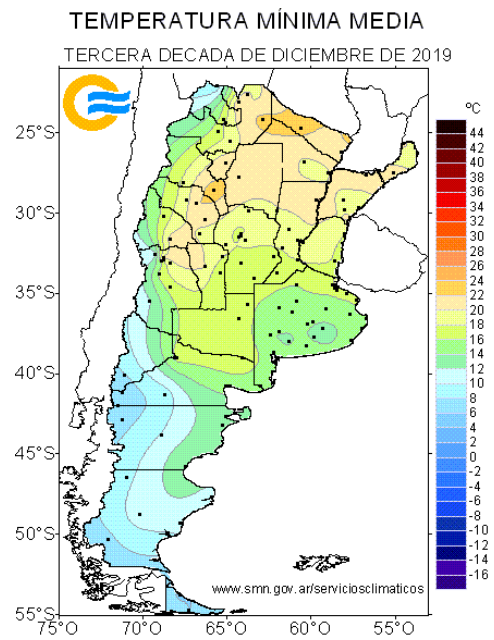 TEMPERATURA MÍNIMA MEDIA
TERCERA DECADA DE DICIEMBRE DE 2019
ºC
44
42
40
38
36
34
32
30
28
26
24
22
20
18
16
14
12
10
8
6
4
2
0
-2
-4
-6
-8
-10
-12
-14
-16
25°S
30°S
35°S
40°S
45°S
50°S
55°S
www.smn.gov.ar/serviciosclimaticos
75°O 70°O 65°O 60°O 55°O